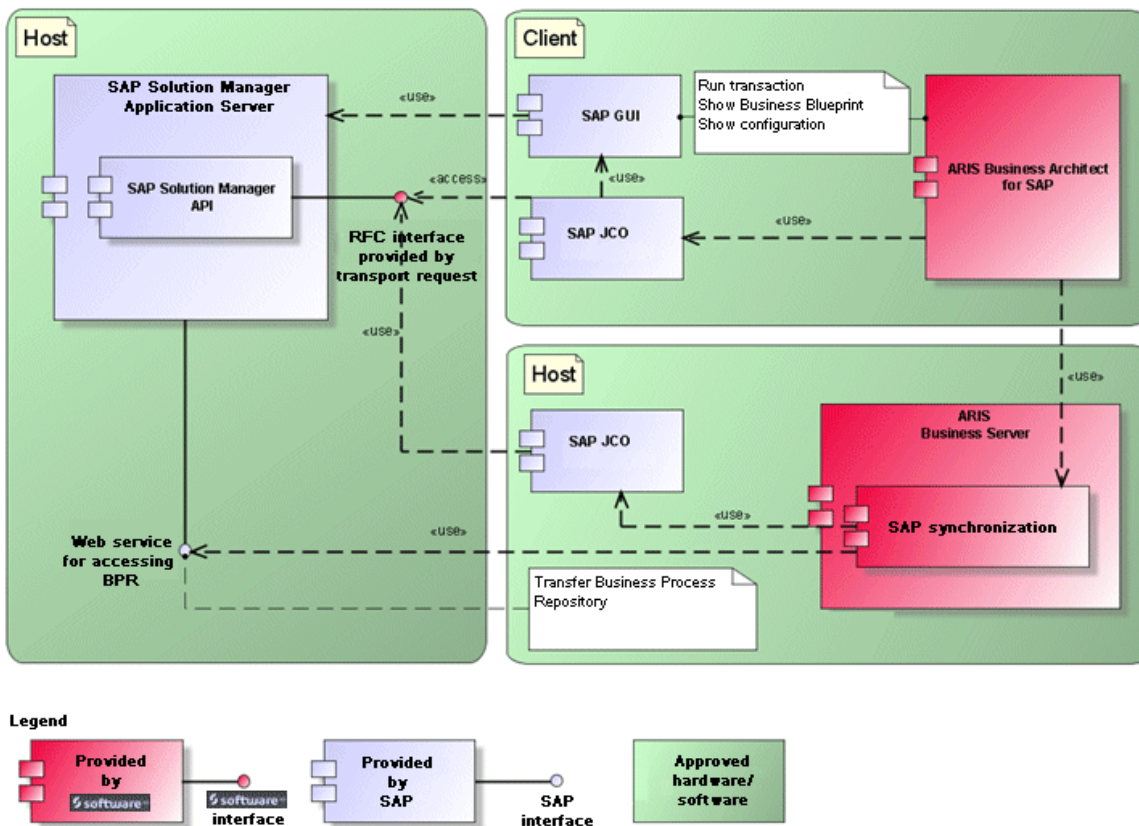 Host
SAP Solution Manager
Application Server
SAP Solution Manager
API
«use»
«access»
RFC interface
provided by
transport request
«use»
Web service
for accessing
BPR
Client
SAP GUI
Run transaction
Show Business Blueprint
Show configuration
ARIS Business Architect
for SAP
«use»
SAP JCO
«use»
«use»
Host
SAP JCO
ARIS
Business Server
SAP synchronization
«use»
«use»
Transfer Business Process
Repository
Legend
Provided
by
software
software
interface
Provided
by
SAP
SAP
interface
Approved
hardware/
software